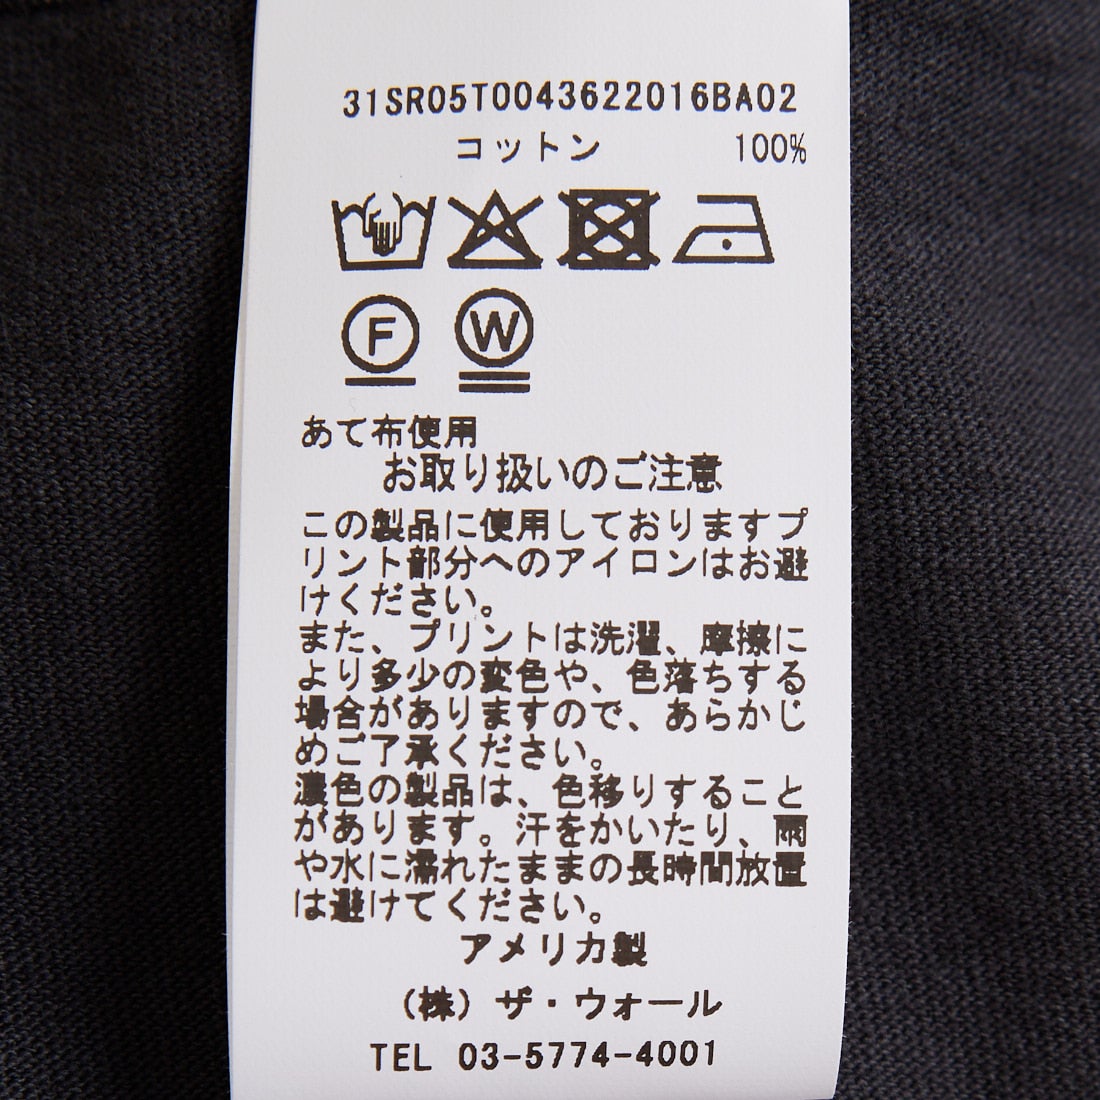 31SR05T0043622016BA02
コットン 100%
F W
あて布使用
お取り扱いのご注意
この製品に使用しておりますプ
リント部分へのアイロンはお避
けください。
また、プリントは洗濯、摩擦に
より多少の変色や、色落ちする
場合がありますので、あらかじ
めご了承ください。
濃色の製品は、色移りすること
があります。汗をかいたり、雨
や水に濡れたままの長時間放置
は避けてください。
アメリカ製
(株) ザ・ウォール
TEL 03-5774-4001